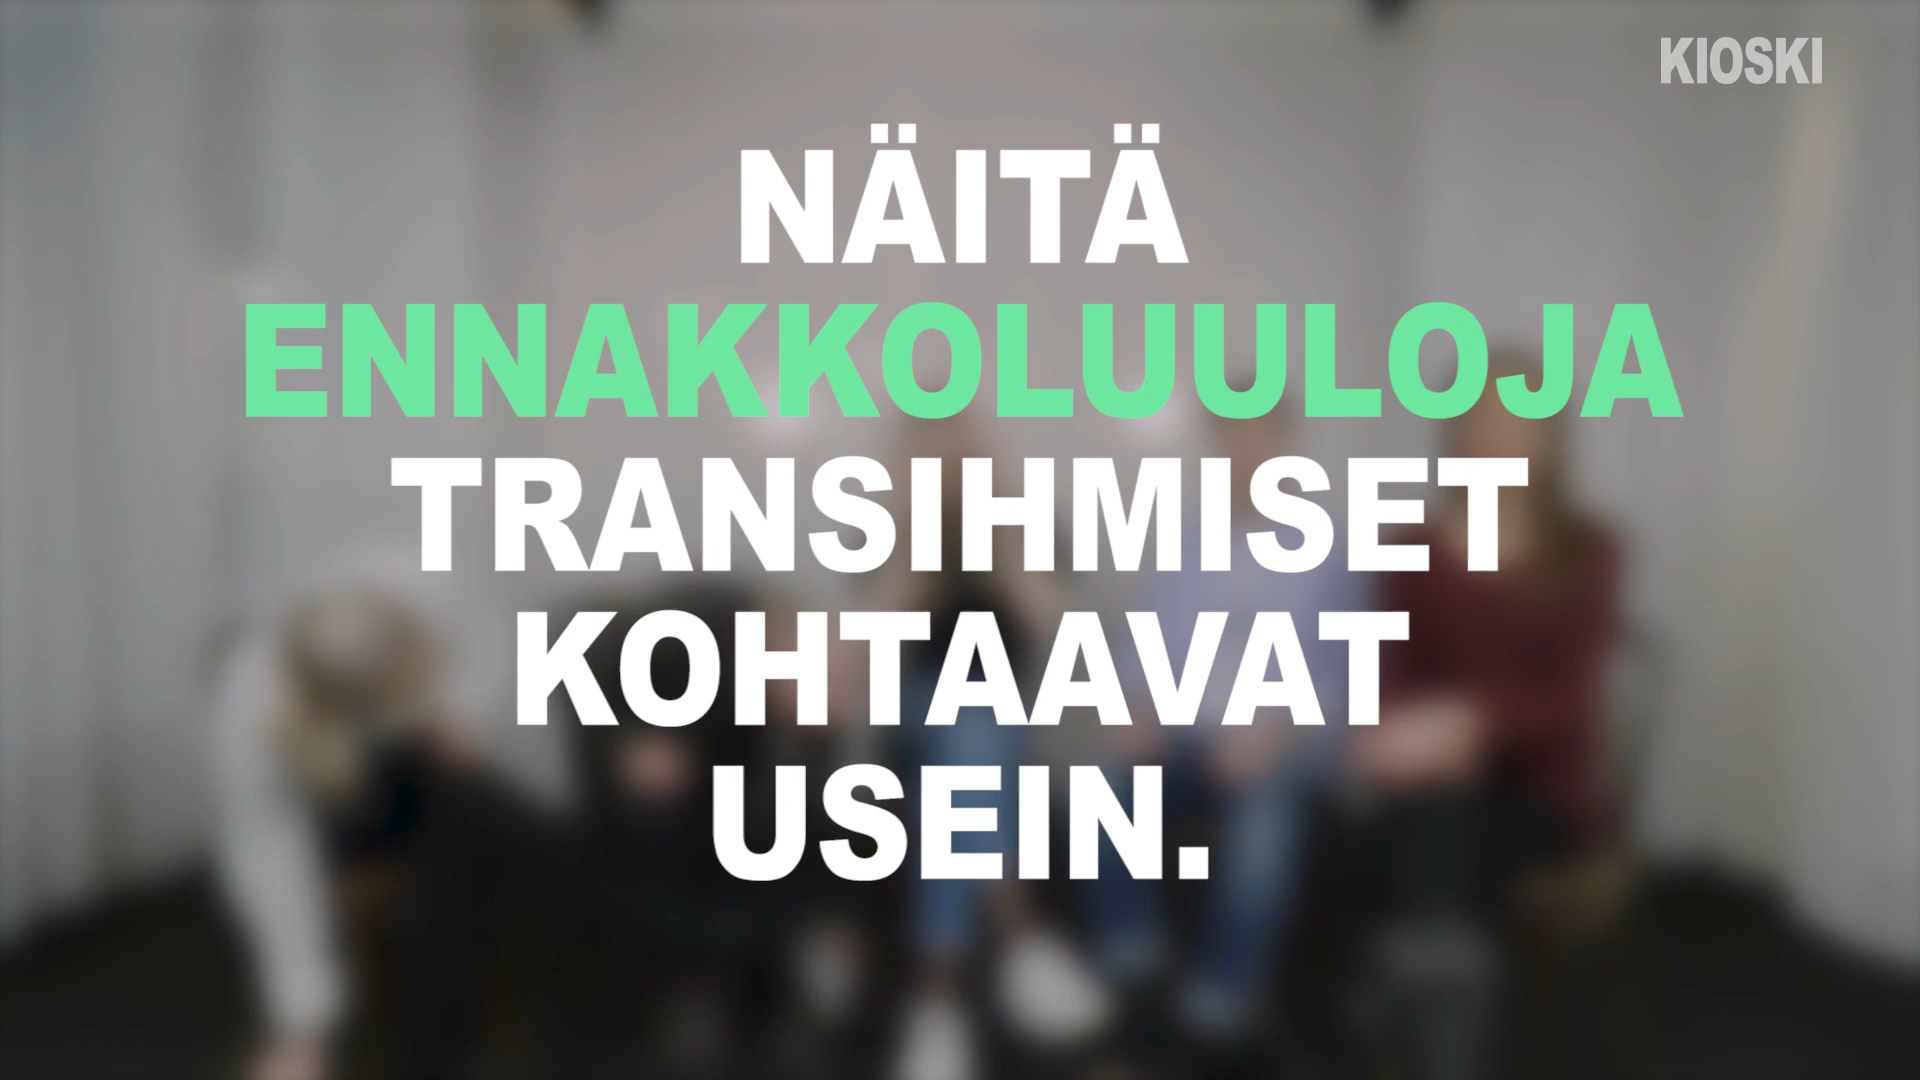 KIOSKI
NÄITÄ
ENNAKKOLUULOJA
TRANSIHMISET
KOHTAAVAT
USEIN.